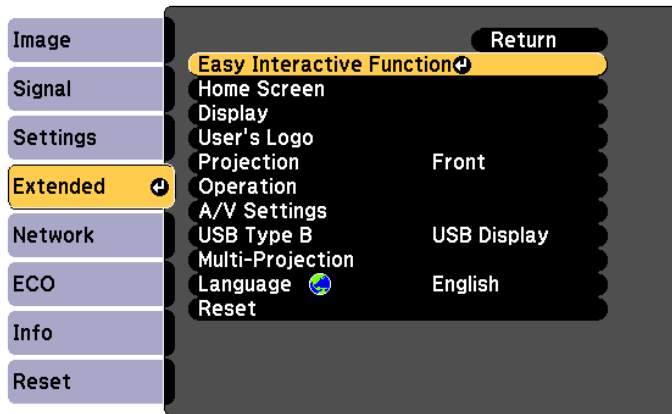 Image
Signal
Settings
Extended
Network
ECO
Info
Reset
Return
Easy Interactive Function
Home Screen
Display
User's Logo
Projection Front
Operation
A/V Settings
USB Type B USB Display
Multi-Projection
Language English
Reset